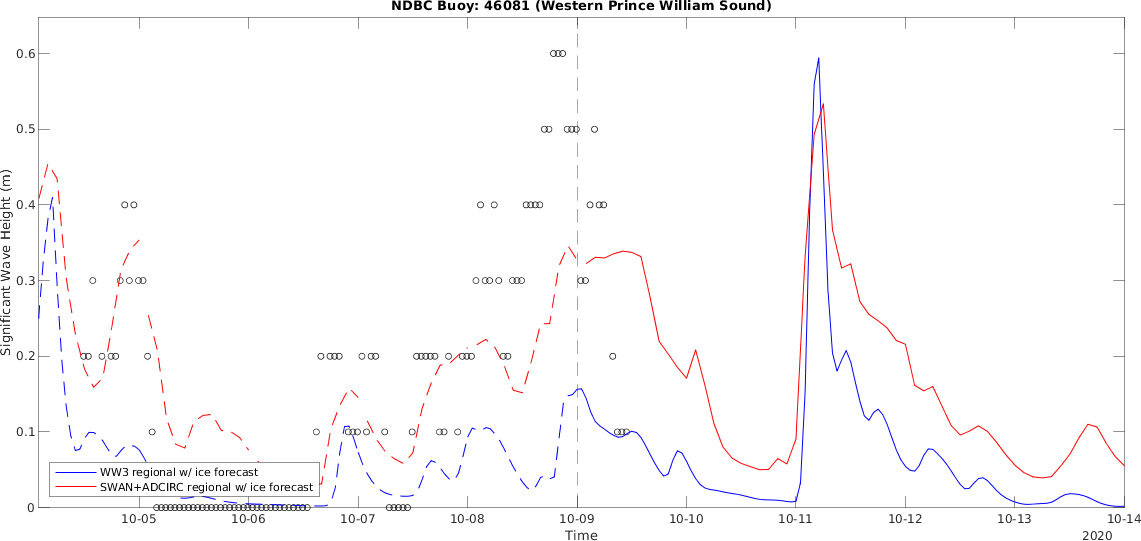 NDBC Buoy: 46081 (Western Prince William Sound)
Significant Wave Height (m)
0.6
0.5
0.4
0.3
0.2
0.1
0
WW3 regional w/ ice forecast
SWAN+ADCIRC regional w/ ice forecast
10-05 10-06 10-07 10-08 10-09 10-10 10-11 10-12 10-13 10-14
Time
2020